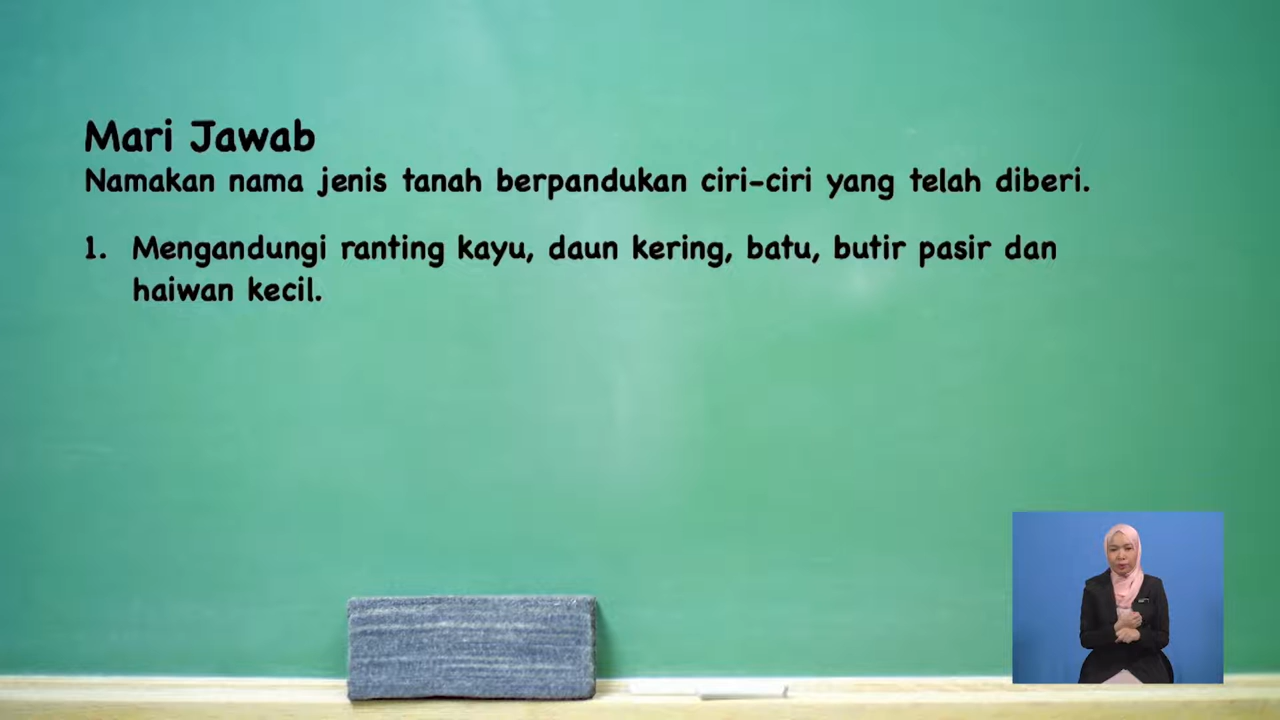 Mari Jawab
Namakan nama jenis tanah berpandukan ciri-ciri yang telah diberi.
1. Mengandungi ranting kayu, daun kering, batu, butir pasir dan
haiwan kecil.